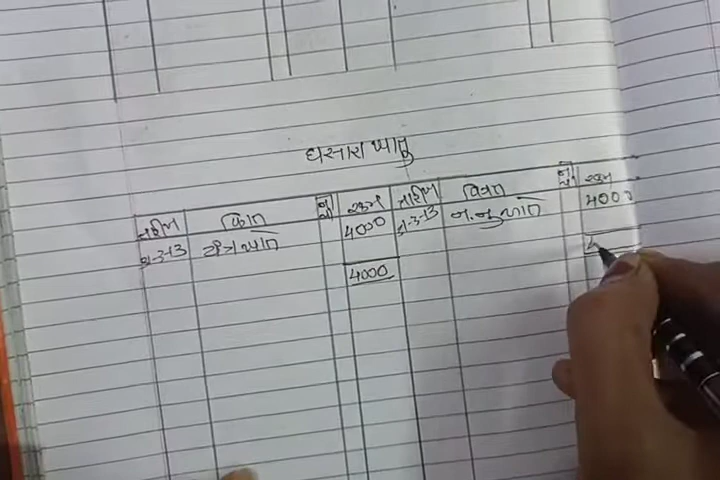 ઘસારા ખાતુ
તારીખ વિગત રકમ તારીખ વિગત રકમ
31-3-13 યંત્ર ખાતે 4000 31-3-13 ન.નુ.ખાતે 4000
4000